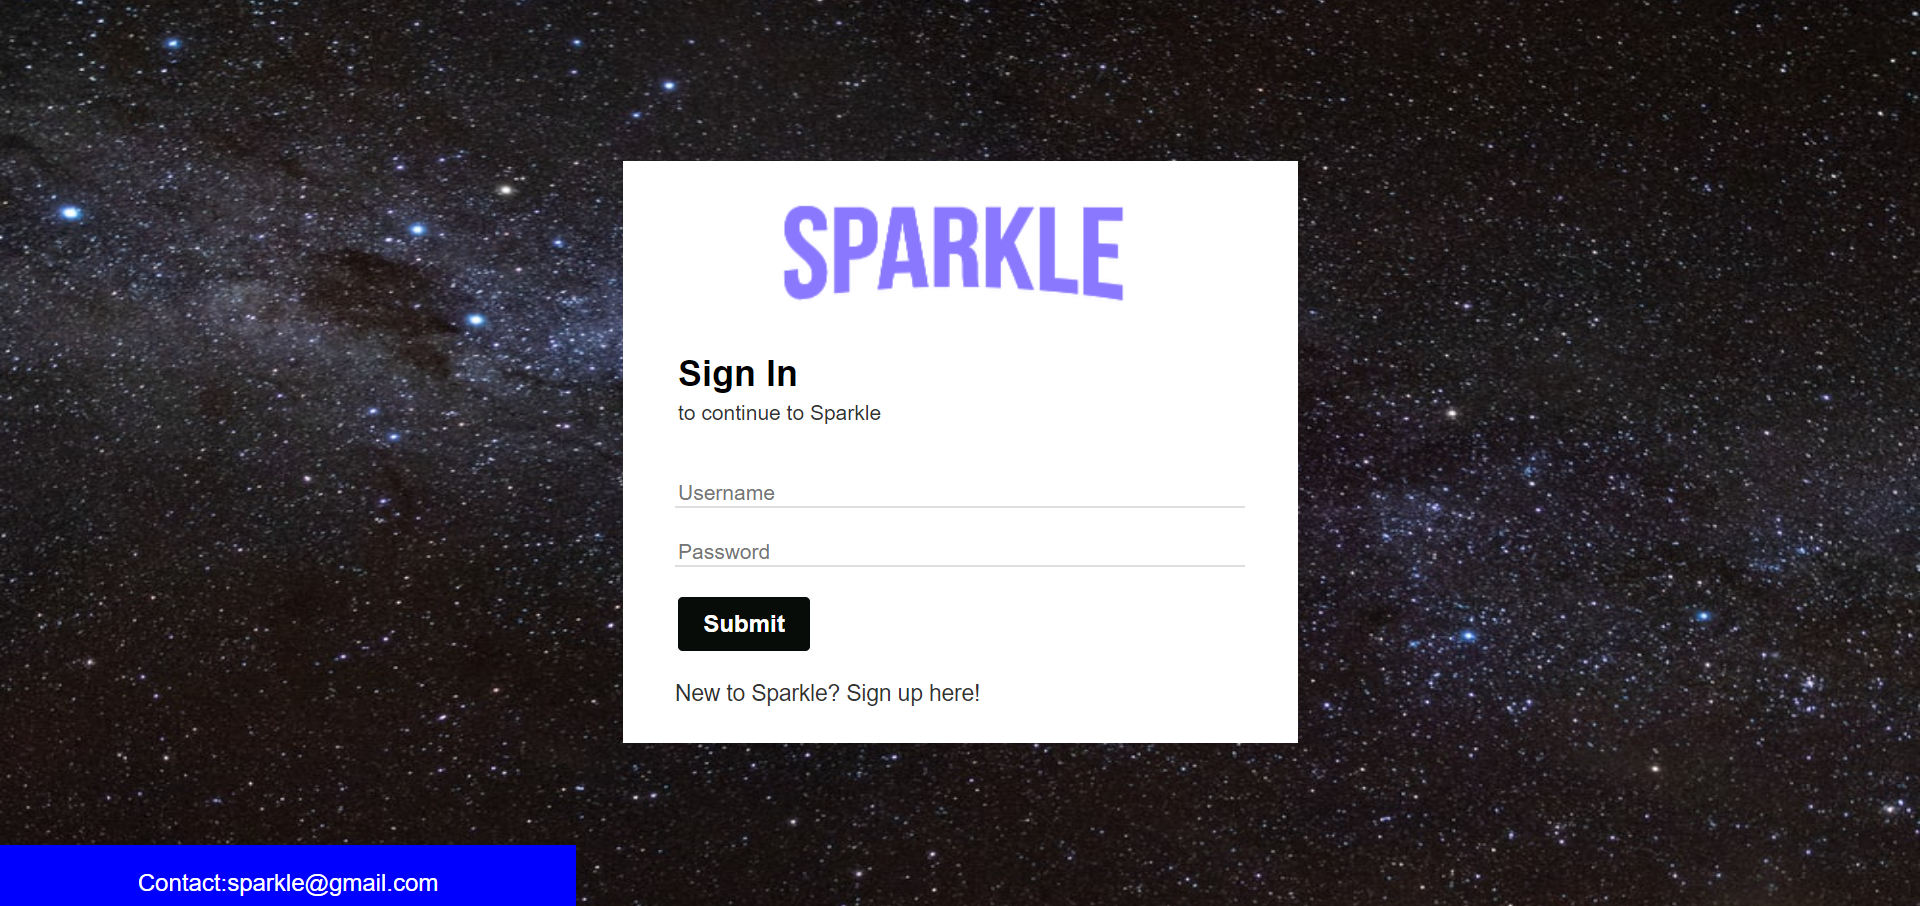 SPARKLE
Sign In
to continue to Sparkle
Username
Password
Submit
New to Sparkle? Sign up here!
Contact:sparkle@gmail.com